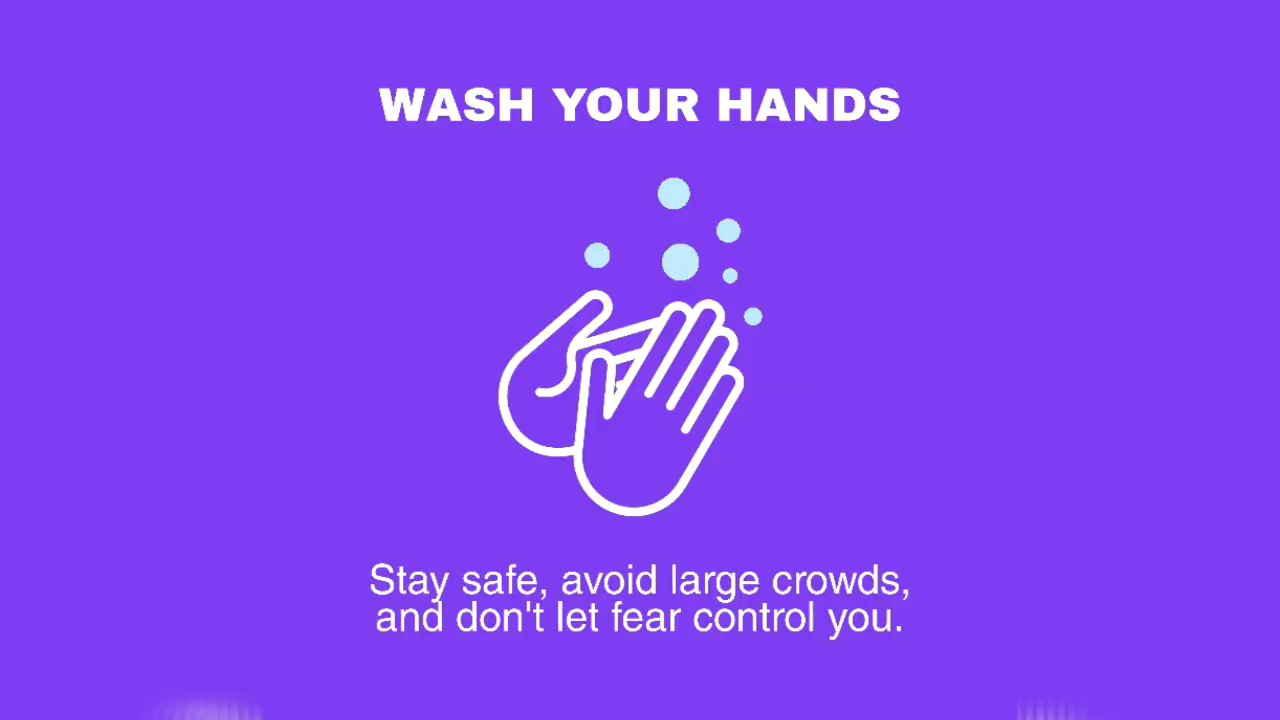 WASH YOUR HANDS
Stay safe, avoid large crowds,
and don't let fear control you.